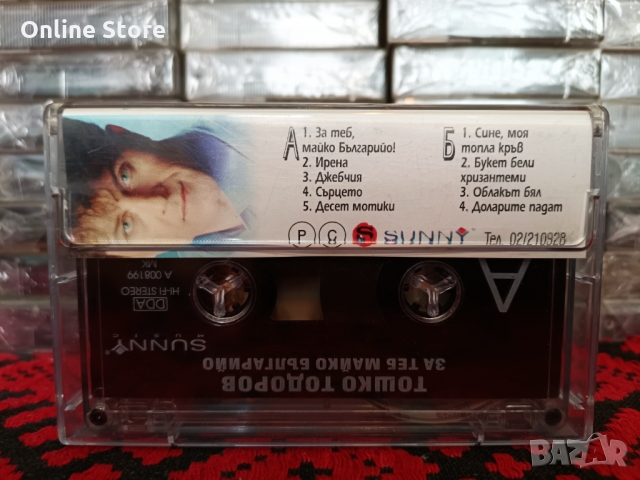 Online Store
А
1. За теб,
майко Българийо!
2. Ирена
3. Джебчия
4. Сърцето
5. Десет мотики
Б
1. Сине, моя
топла кръв
2. Букет бели
хризантеми
3. Облакът бял
4. Доларите падат
P C SUNNY Тел. 02/210928
A
A 008199 MK
HI-FI STEREO
DDA
SUNNY
MUSIC
ТОШКО ТОДОРОВ
ЗА ТЕБ МАЙКО БЪЛГАРИЙО
BAZAR